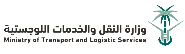 وزارة النقل والخدمات اللوجستية
Ministry of Transport and Logistic Services